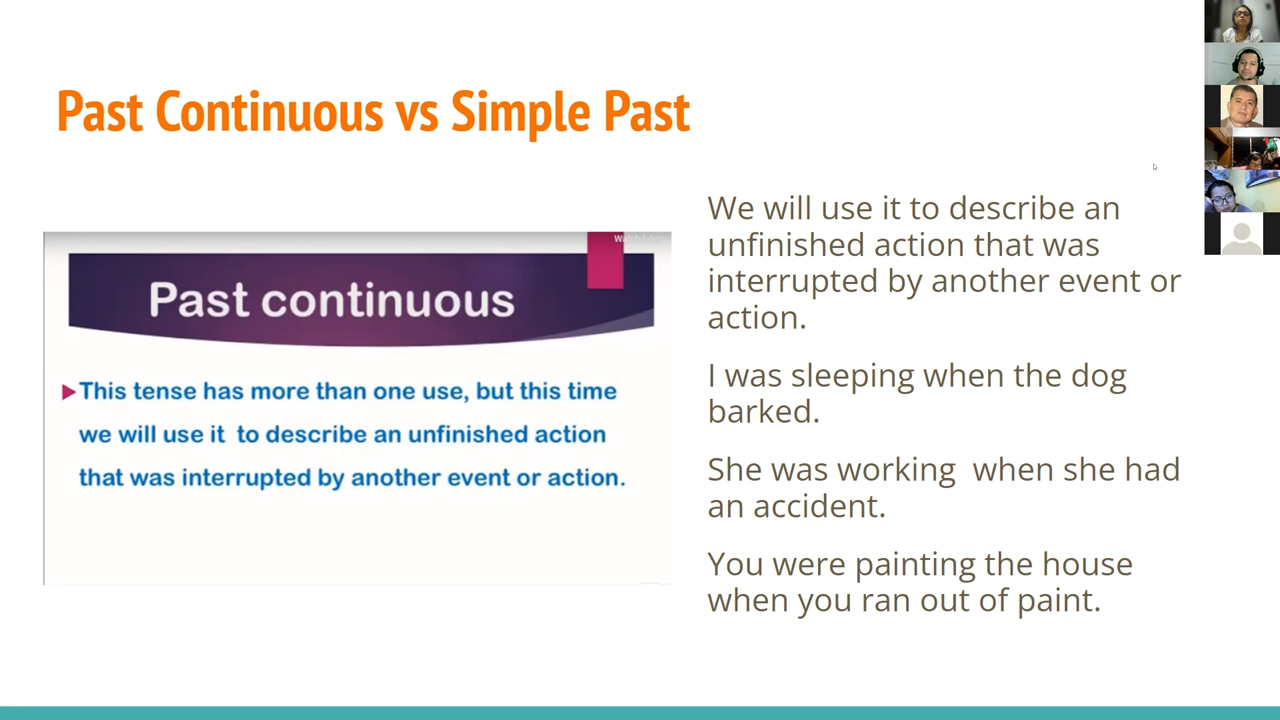 Past Continuous vs Simple Past
Past continuous
This tense has more than one use, but this time
we will use it to describe an unfinished action
that was interrupted by another event or action.
We will use it to describe an
unfinished action that was
interrupted by another event or
action.
I was sleeping when the dog
barked.
She was working when she had
an accident.
You were painting the house
when you ran out of paint.